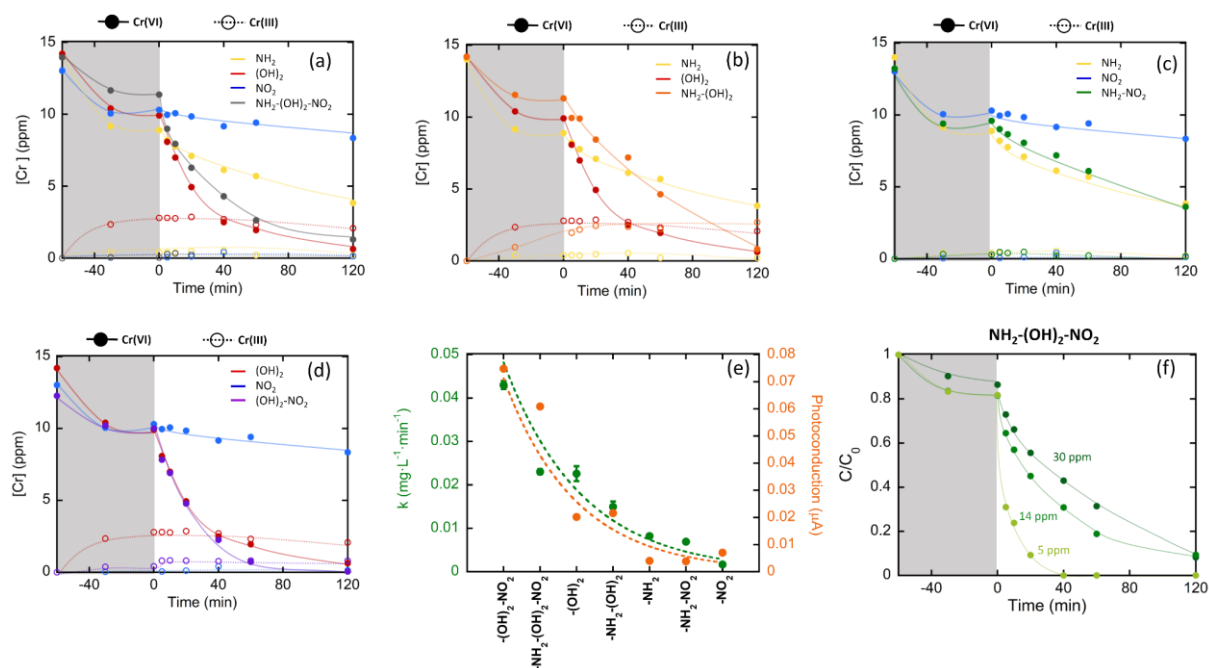 Cr(VI) Cr(III)
(a)
NH2
(OH)2
NO2
NH2-(OH)2-NO2
15
10
5
0
[Cr ] (ppm)
-40 0 40 80 120
Time (min)
Cr(VI) Cr(III)
(b)
NH2
(OH)2
NH2-(OH)2
15
10
5
0
[Cr] (ppm)
-40 0 40 80 120
Time (min)
Cr(VI) Cr(III)
(c)
NH2
NO2
NH2-NO2
15
10
5
0
[Cr] (ppm)
-40 0 40 80 120
Time (min)
Cr(VI) Cr(III)
(d)
(OH)2
NO2
(OH)2-NO2
15
10
5
0
[Cr] (ppm)
-40 0 40 80 120
Time (min)
(e)
0.05
0.04
0.03
0.02
0.01
0
k (mg·L-1·min-1)
0.08
0.07
0.06
0.05
0.04
0.03
0.02
0.01
0
Photoconduction (µA)
-(OH)2-NO2
-NH2-(OH)2-NO2
-(OH)2
-NH2-(OH)2
-NH2
-NH2-NO2
-NO2
NH2-(OH)2-NO2
(f)
1
0.8
0.6
0.4
0.2
0
C/C0
30 ppm
14 ppm
5 ppm
-40 0 40 80 120
Time (min)